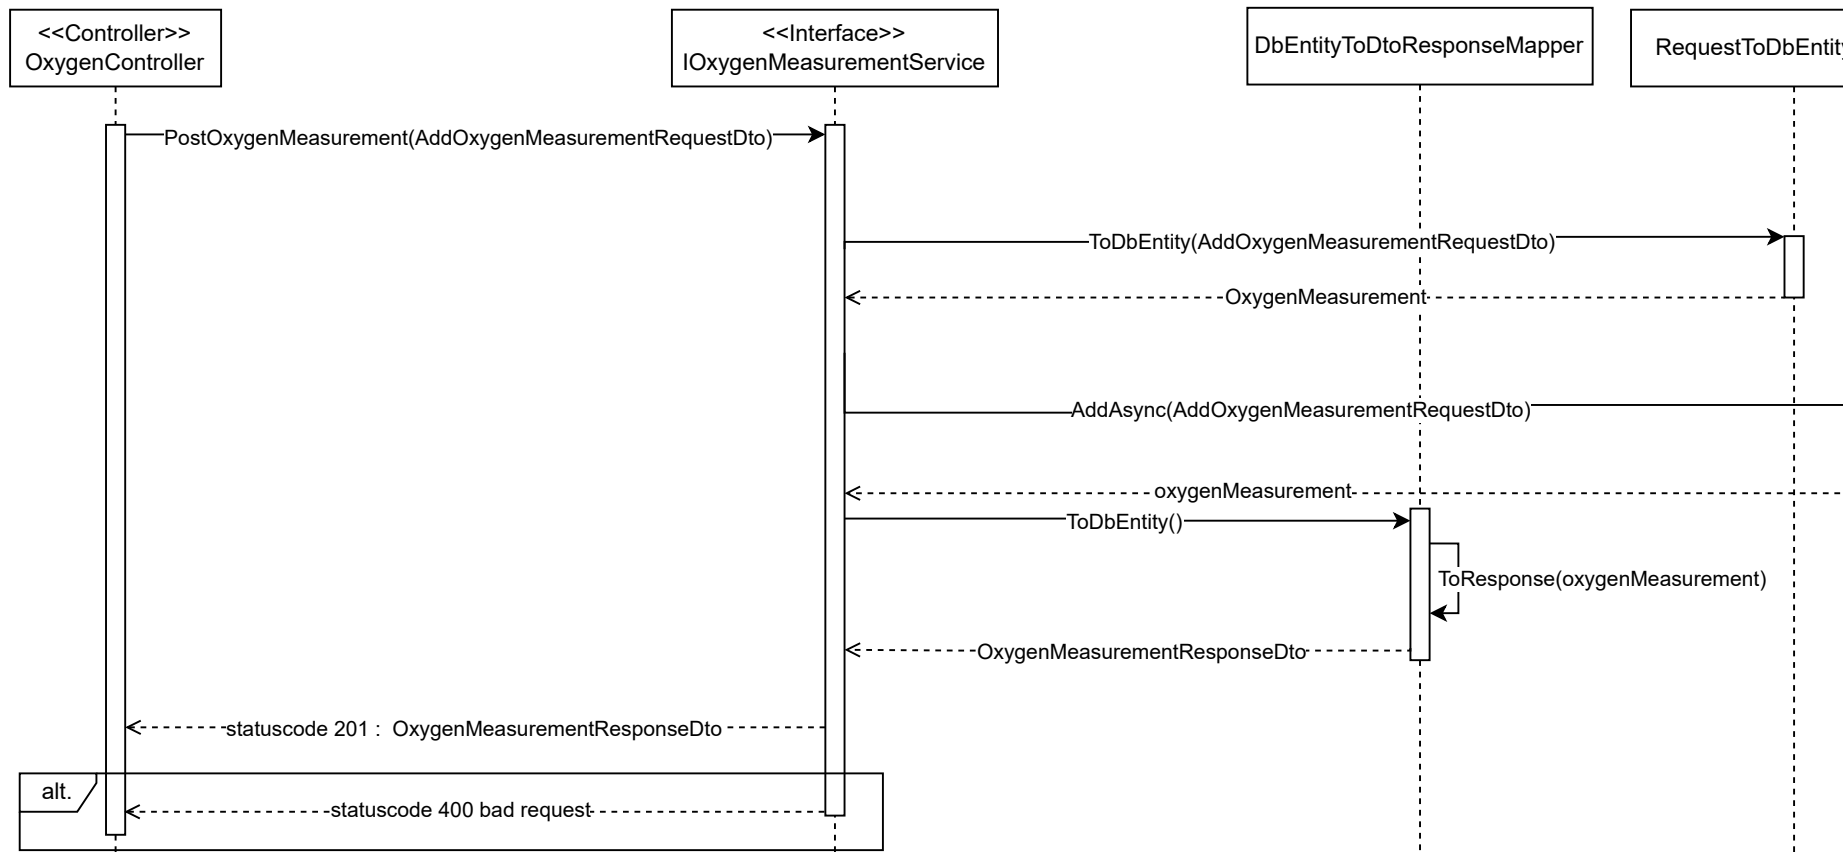 <<Controller>>
OxygenController
<<Interface>>
IOxygenMeasurementService
DbEntityToDtoResponseMapper
RequestToDbEntity
PostOxygenMeasurement(AddOxygenMeasurementRequestDto)
ToDbEntity(AddOxygenMeasurementRequestDto)
OxygenMeasurement
AddAsync(AddOxygenMeasurementRequestDto)
oxygenMeasurement
ToDbEntity()
ToResponse(oxygenMeasurement)
OxygenMeasurementResponseDto
statuscode 201 : OxygenMeasurementResponseDto
alt.
statuscode 400 bad request